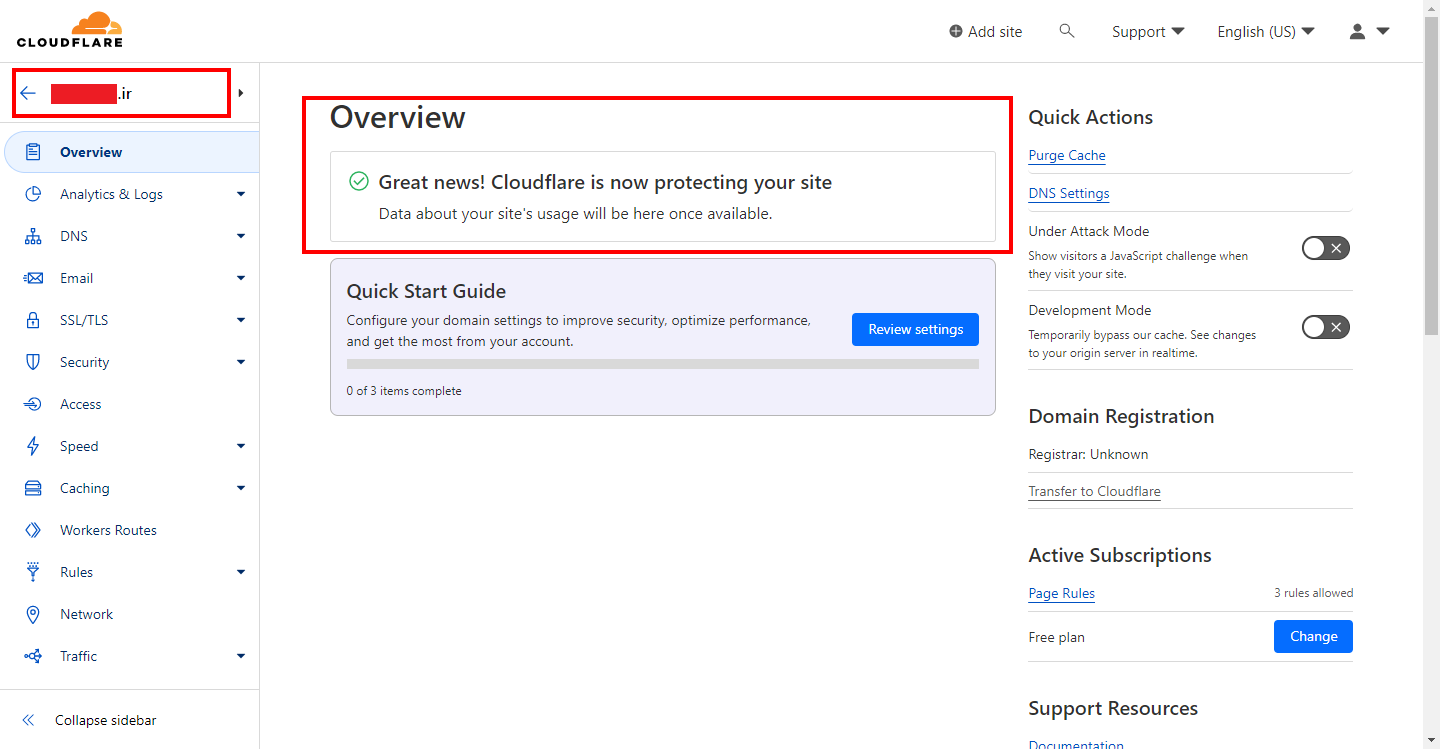 CLOUDFLARE
Add site
Support
English (US)
.ir
Overview
Analytics & Logs
DNS
Email
SSL/TLS
Security
Access
Speed
Caching
Workers Routes
Rules
Network
Traffic
Collapse sidebar
Overview
Great news! Cloudflare is now protecting your site
Data about your site's usage will be here once available.
Quick Start Guide
Configure your domain settings to improve security, optimize performance,
and get the most from your account.
Review settings
0 of 3 items complete
Quick Actions
Purge Cache
DNS Settings
Under Attack Mode
Show visitors a JavaScript challenge when
they visit your site.
Development Mode
Temporarily bypass our cache. See changes
to your origin server in realtime.
Domain Registration
Registrar: Unknown
Transfer to Cloudflare
Active Subscriptions
Page Rules
3 rules allowed
Free plan
Change
Support Resources
Documentation